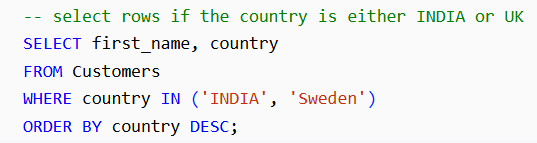 -- select rows if the country is either INDIA or UK
SELECT first_name, country
FROM Customers
WHERE country IN ('INDIA', 'Sweden')
ORDER BY country DESC;